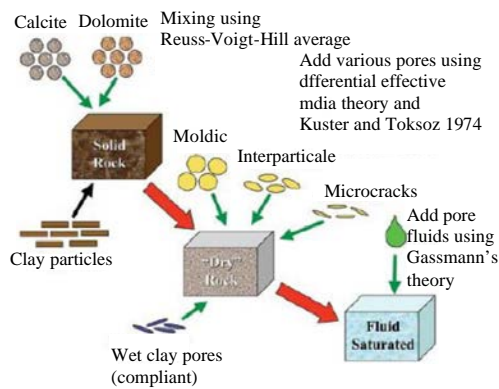 Calcite Dolomite
Mixing using
Reuss-Voigt-Hill average
Add various pores using
dfferential effective
mdia theory and
Kuster and Toksoz 1974
Solid
Rock
Moldic
Interparticale
Microcracks
Add pore
fluids using
Gassmann's
theory
Clay particles
"Dry"
Rock
Wet clay pores
(compliant)
Fluid
Saturated